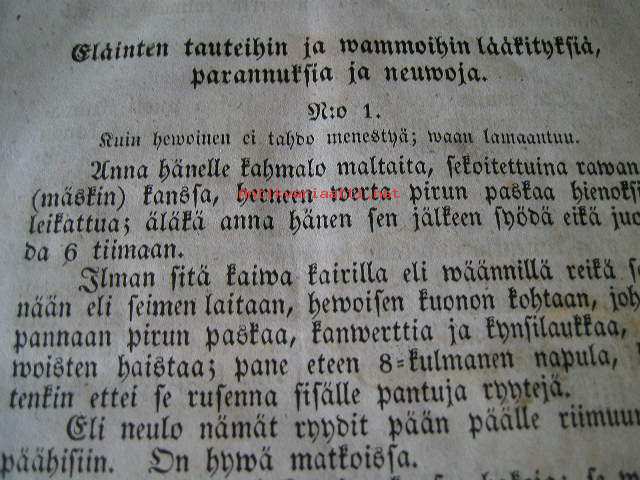 Eläinten tauteihin ja wammoihin lääkityksiä,
parannuksia ja neuwoja.
N:o 1.
Kuin hewoinen ei tahdo menestyä; waan lamaantuu.
Anna hänelle kahmalo maltaita, sekoitettuina rawan
(mäskin) kanssa, herneen werta pirun paskaa hienoksi
leikattua; äläkä anna hänen sen jälkeen syödä eikä juo
da 6 tiimaan.
Ilman sitä kaiwa kairilla eli wäännillä reikä se
nään eli seimen laitaan, hewoisen kuonon kohtaan, joh
pannaan pirun paskaa, kanwerttia ja kynsilaukkaa,
woisten haistaa; pane eteen 8=kulmanen napula,
tenkin ettei se rusenna sisälle pantuja ryytejä.
Eli neulo nämät ryydit pään päälle riimuun
päähisiin. On hywä matkoissa.